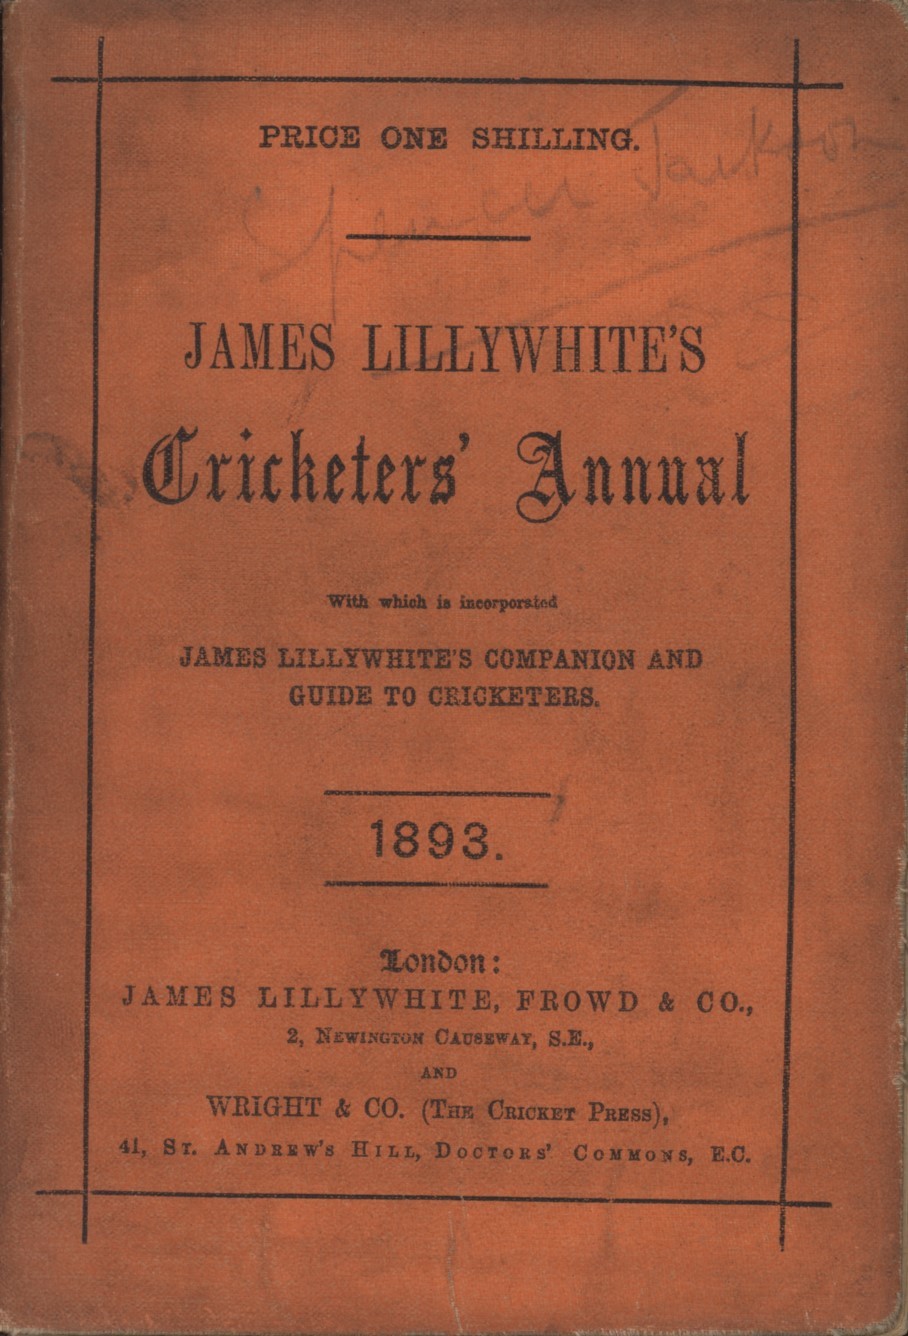 PRICE ONE SHILLING.
Jackson
JAMES LILLYWHITE'S
Cricketers' Annual
With which is incorporated
JAMES LILLYWHITE'S COMPANION AND
GUIDE TO CRICKETERS.
1893.
London:
JAMES LILLYWHITE, FROWD & CO.,
2, NEWINGTON CAUSEWAY, S.E.,
AND
WRIGHT & CO. (THE CRICKET PRESS),
41, ST. ANDREW'S HILL, DOCTORS' COMMONS, E.C.